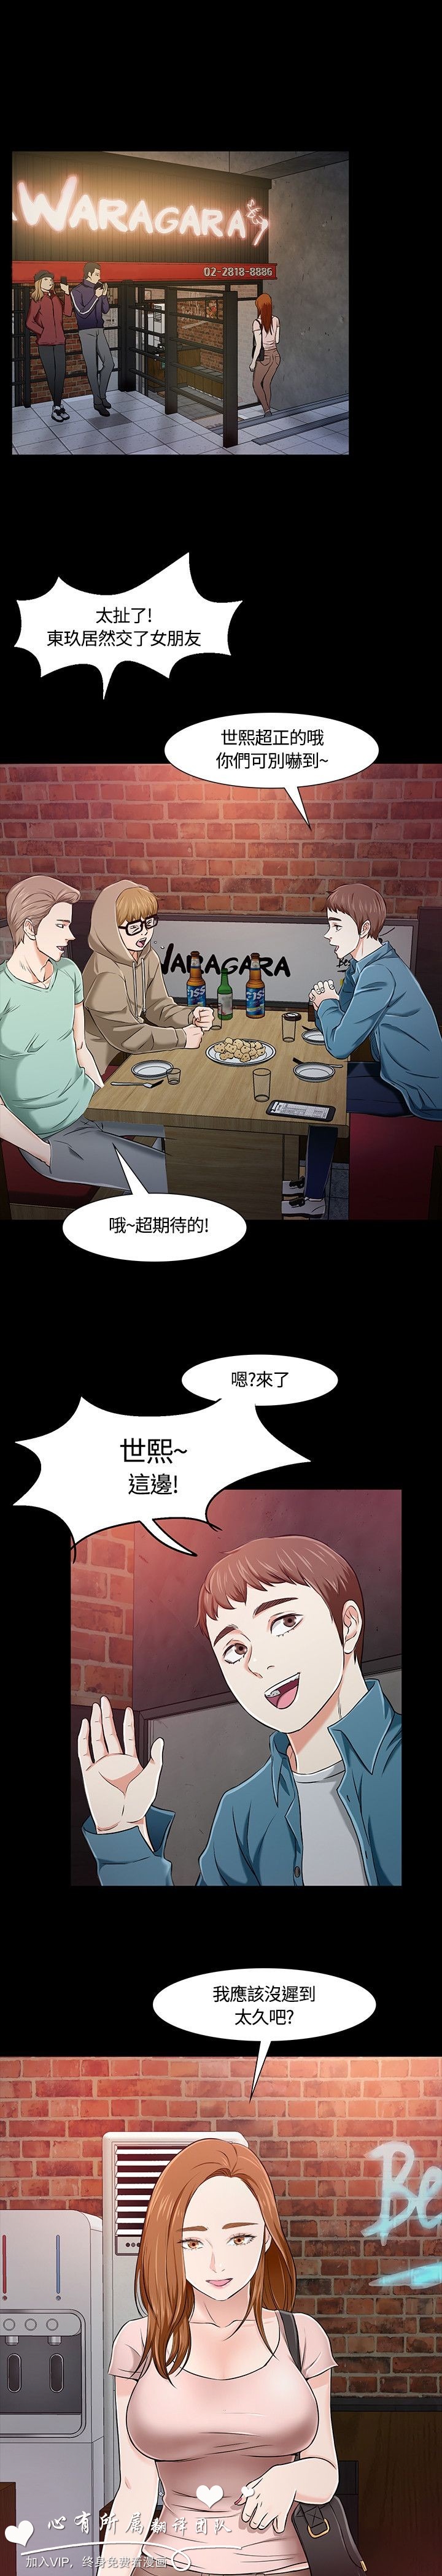 WARAGARA
02-2818-8886
太扯了!
東玖居然交了女朋友
世熙超正的哦
你們可別嚇到~
WARAGARA
Be
哦~超期待的!
嗯?來了
世熙~
這邊!
我應該沒遲到
太久吧?
Be
心有所属翻译团队
加入VIP，终身免费看漫画